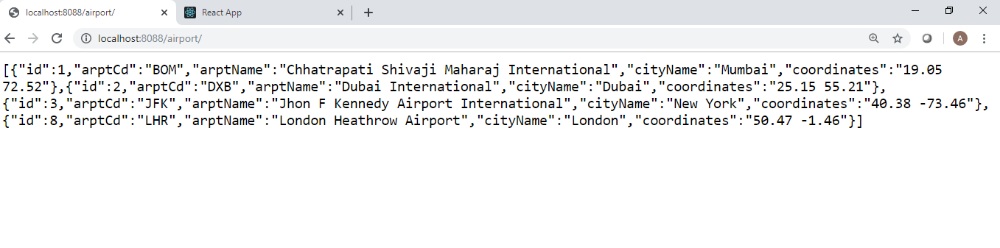 localhost:8088/airport/
React App
localhost:8088/airport/
A
[{"id":1,"arptCd":"BOM","arptName":"Chhatrapati Shivaji Maharaj International","cityName":"Mumbai","coordinates":"19.05
72.52"},{"id":2,"arptCd":"DXB","arptName":"Dubai International","cityName":"Dubai","coordinates":"25.15 55.21"},
{"id":3,"arptCd":"JFK","arptName":"Jhon F Kennedy Airport International","cityName":"New York","coordinates":"40.38 -73.46"},
{"id":8,"arptCd":"LHR","arptName":"London Heathrow Airport","cityName":"London","coordinates":"50.47 -1.46"}]